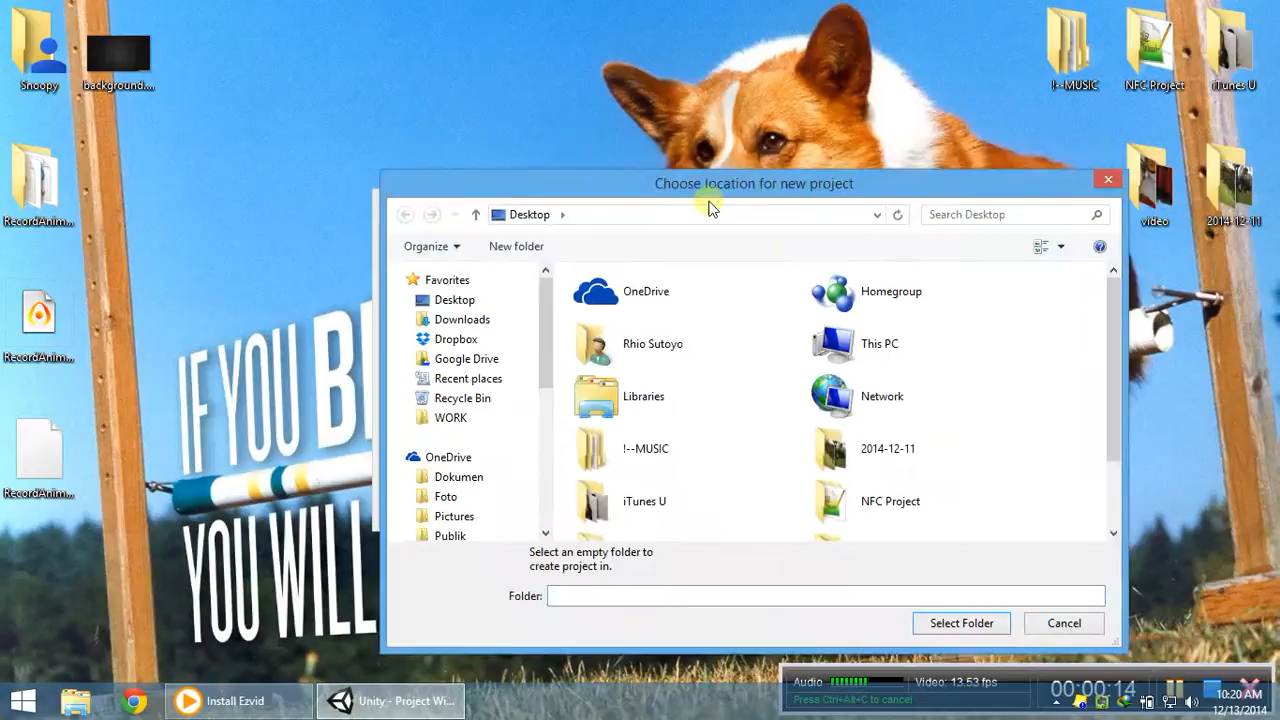 Snoopy
background....
!--MUSIC
NFC Project
iTunes U
RecordAnim...
video
2014-12-11
RecordAnim...
RecordAnim...
IF YOU B
YOU WILL
Choose location for new project
Desktop
Search Desktop
Organize
New folder
Favorites
Desktop
Downloads
Dropbox
Google Drive
Recent places
Recycle Bin
WORK
OneDrive
Dokumen
Foto
Pictures
Publik
OneDrive
Homegroup
Rhio Sutoyo
This PC
Libraries
Network
!--MUSIC
2014-12-11
iTunes U
NFC Project
Select an empty folder to
create project in.
Folder:
Select Folder
Cancel
Install Ezvid
Unity - Project Wi...
Audio
Video: 13.53 fps
Press Ctrl+Alt+C to cancel
00:00:14
10:20 AM
12/13/2014